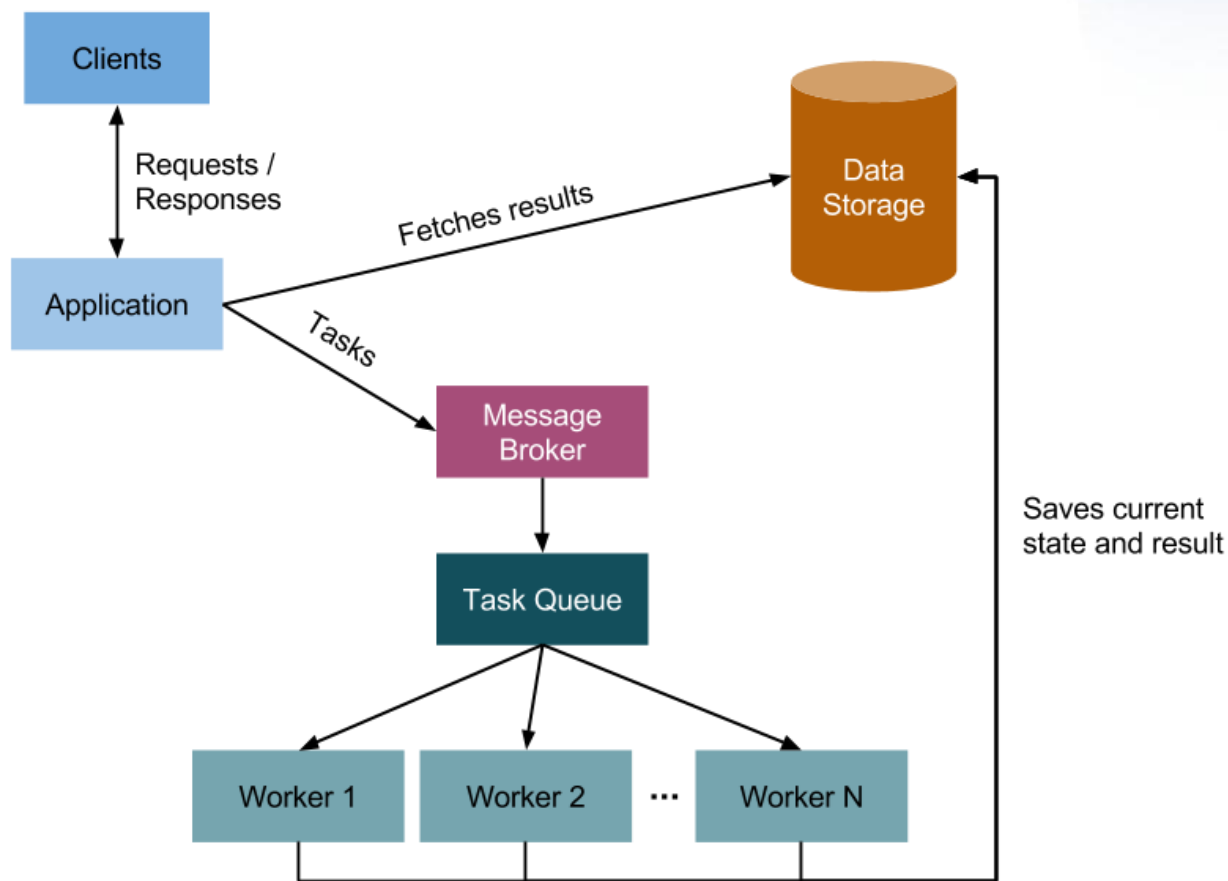 Clients
Requests /
Responses
Fetches results
Data
Storage
Application
Tasks
Message
Broker
Saves current
state and result
Task Queue
Worker 1
Worker 2
...
Worker N